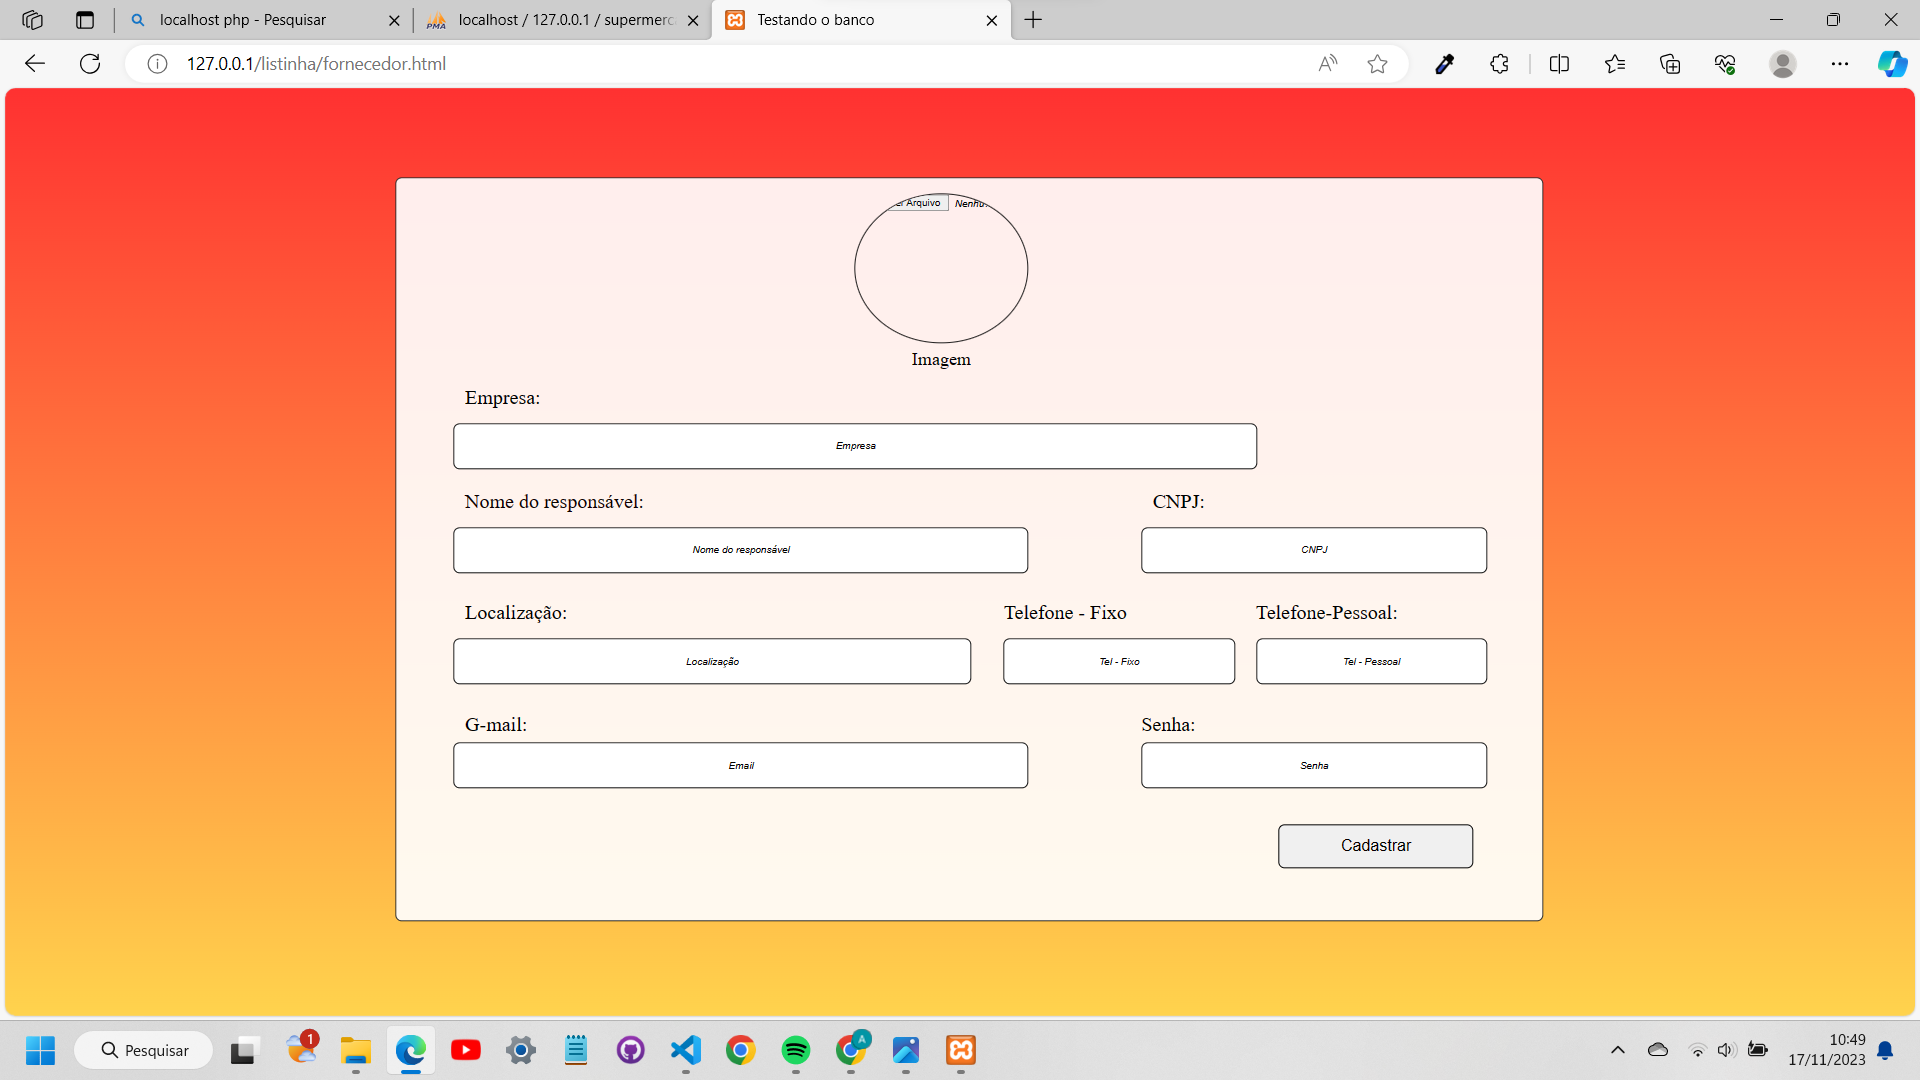 localhost php - Pesquisar
localhost / 127.0.0.1 / supermerc
Testando o banco
127.0.0.1/listinha/fornecedor.html
Arquivo Nenhu
Imagem
Empresa:
Empresa
Nome do responsável:
CNPJ:
Nome do responsável
CNPJ
Localização:
Telefone - Fixo
Telefone-Pessoal:
Localização
Tel - Fixo
Tel - Pessoal
G-mail:
Senha:
Email
Senha
Cadastrar
Pesquisar
1
A
10:49
17/11/2023